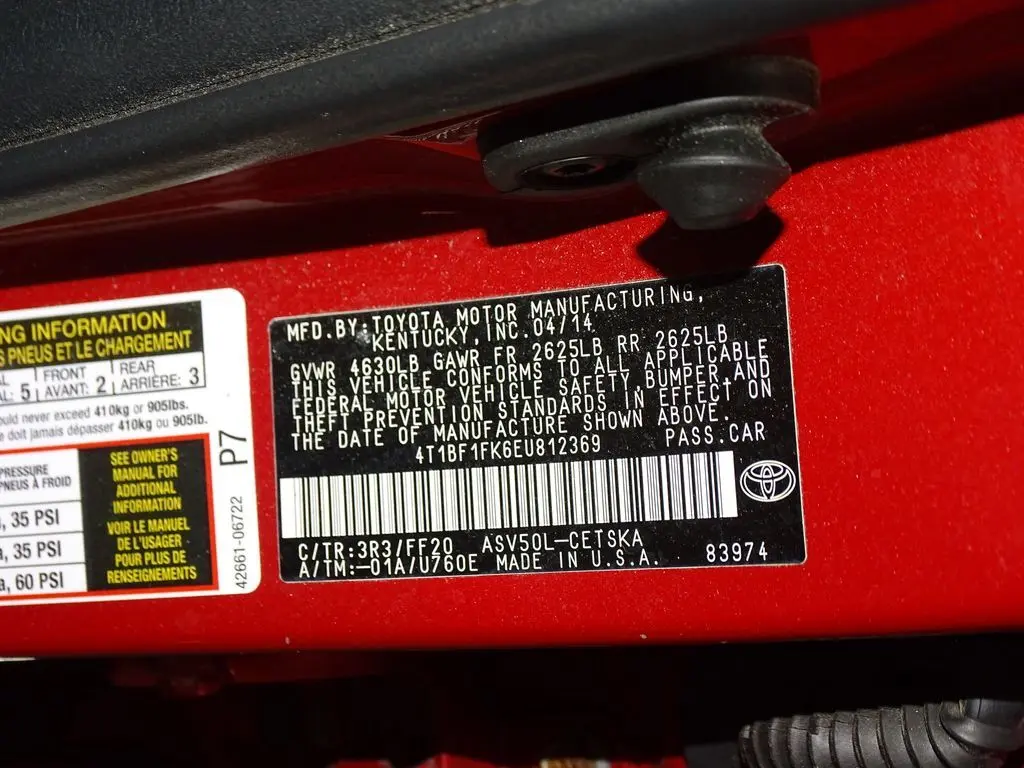 NG INFORMATION
S PNEUS ET LE CHARGEMENT
AL: 5
FRONT
AVANT: 2
REAR
ARRIÈRE: 3
ould never exceed 410kg or 905lbs.
e doit jamais dépasser 410kg ou 905lb.
PRESSURE
PNEUS À FROID
, 35 PSI
a, 35 PSI
a, 60 PSI
SEE OWNER'S
MANUAL FOR
ADDITIONAL
INFORMATION
VOIR LE MANUEL
DE L'USAGER
POUR PLUS DE
RENSEIGNEMENTS
P7
42661-06722
MFD.BY:TOYOTA MOTOR MANUFACTURING,
KENTUCKY, INC.04/14
GVWR 4630LB GAWR FR 2625LB RR 2625LB
THIS VEHICLE CONFORMS TO ALL APPLICABLE
FEDERAL MOTOR VEHICLE SAFETY,BUMPER,AND
THEFT PREVENTION STANDARDS IN EFFECT ON
THE DATE OF MANUFACTURE SHOWN ABOVE.
4T1BF1FK6EU812369 PASS.CAR
C/TR:3R3/FF20 ASV50L-CETSKA
A/TM:-01A/U760E MADE IN U.S.A. 83974